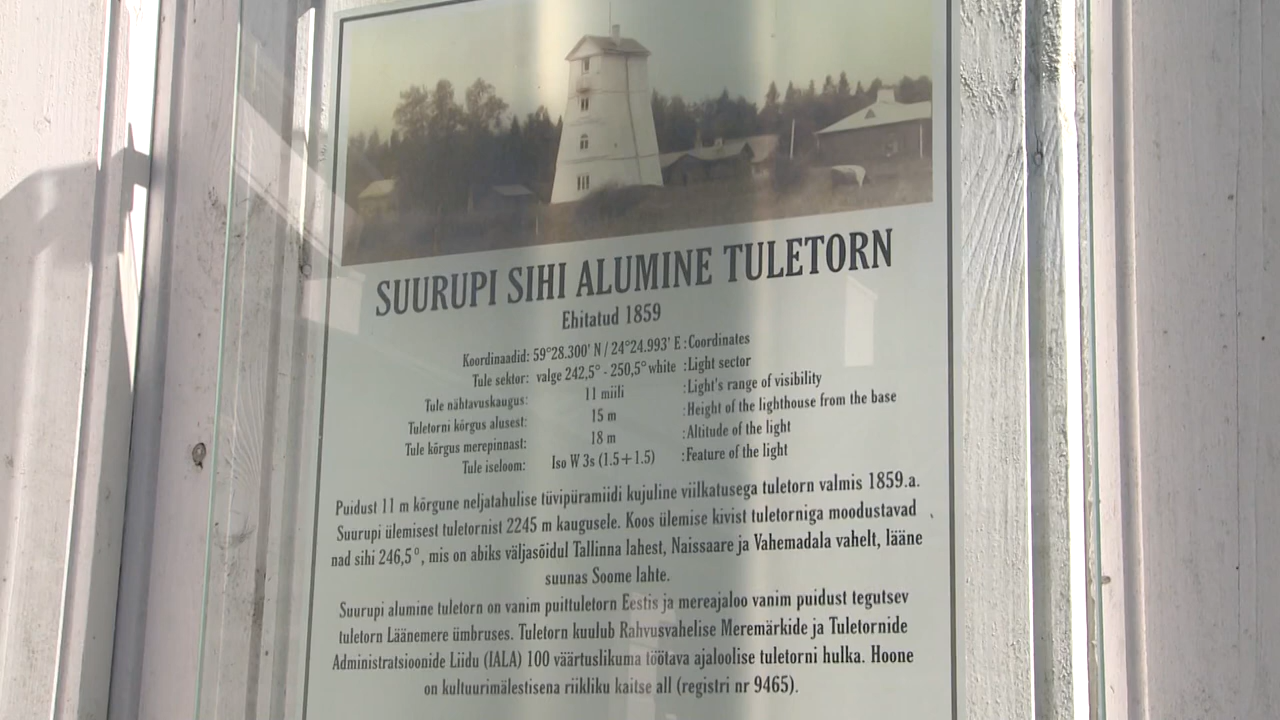 SUURUPI SIHI ALUMINE TULETORN
Ehitatud 1859
Koordinaadid: 59°28.300' N / 24°24.993' E :Coordinates
Tule sektor: valge 242,5° - 250,5° white :Light sector
Tule nähtavuskaugus: 11 miili :Light's range of visibility
Tuletorni kõrgus alusest: 15 m :Height of the lighthouse from the base
Tule kõrgus merepinnast: 18 m :Altitude of the light
Tule iseloom: Iso W 3s (1.5+1.5) :Feature of the light
Puidust 11 m kõrgune neljatahulise tüvipüramiidi kujuline viilkatusega tuletorn valmis 1859.a.
Suurupi ülemisest tuletornist 2245 m kaugusele. Koos ülemise kivist tuletorniga moodustavad
nad sihi 246,5°, mis on abiks väljasõidul Tallinna lahest, Naissaare ja Vahemadala vahelt, lääne
suunas Soome lahte.
Suurupi alumine tuletorn on vanim puittuletorn Eestis ja mereajaloo vanim puidust tegutsev
tuletorn Läänemere ümbruses. Tuletorn kuulub Rahvusvahelise Meremärkide ja Tuletornide
Administratsioonide Liidu (IALA) 100 väärtuslikuma töötava ajaloolise tuletorni hulka. Hoone
on kultuurimälestisena riikliku kaitse all (registri nr 9465).